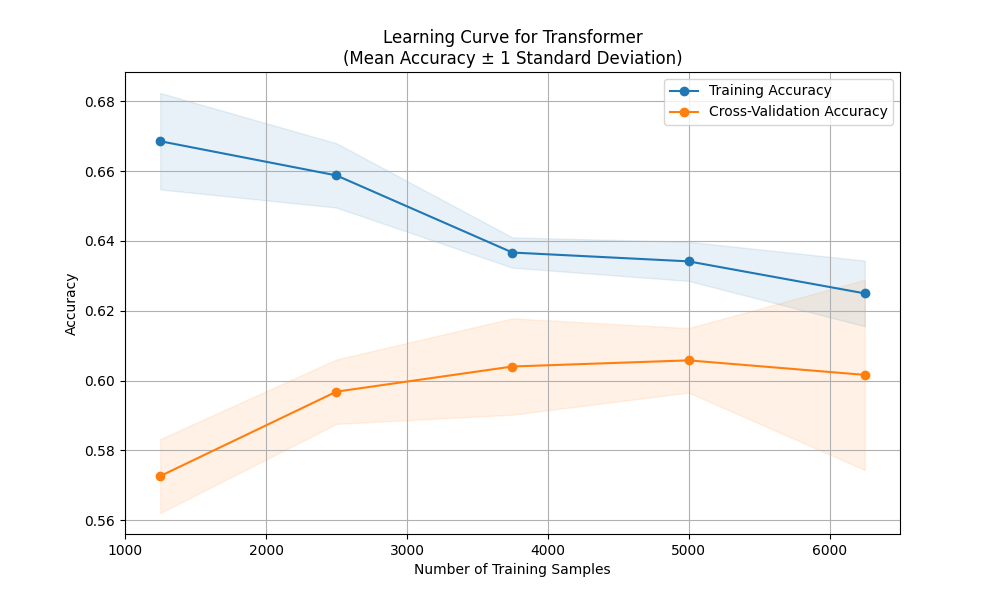 Learning Curve for Transformer
(Mean Accuracy ± 1 Standard Deviation)
Training Accuracy
Cross-Validation Accuracy
Accuracy
0.68
0.66
0.64
0.62
0.60
0.58
0.56
1000 2000 3000 4000 5000 6000
Number of Training Samples